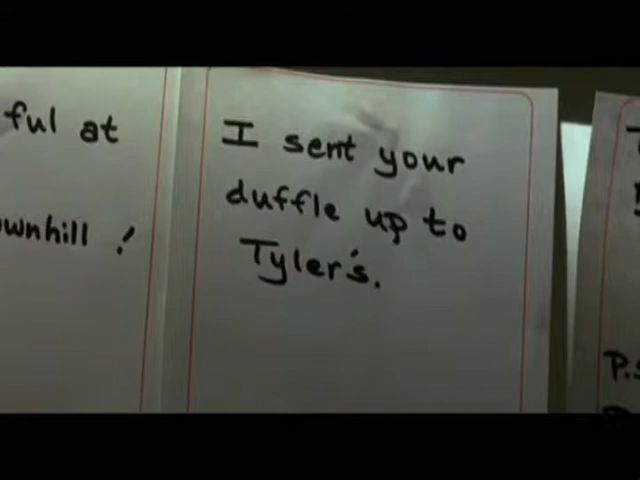 ful at
wnhill!
I sent your
duffle up to
Tyler's.
P.S